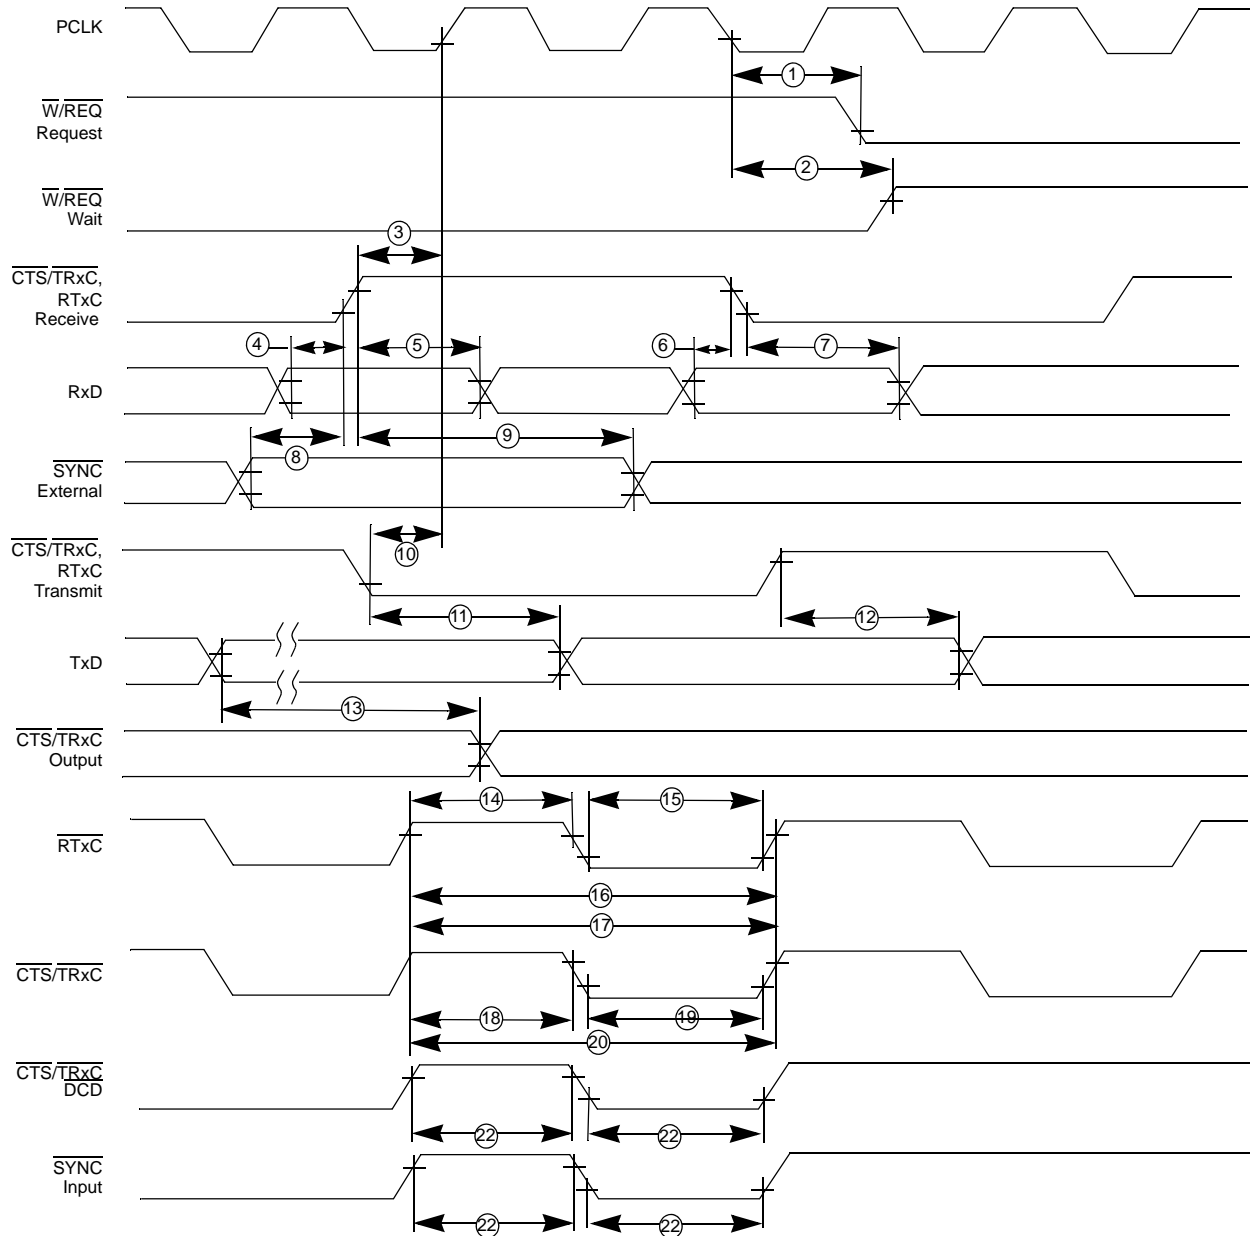 PCLK
1
W/REQ
Request
2
W/REQ
Wait
3
CTS/TRxC,
RTxC
Receive
4
5
6
7
RxD
8
9
SYNC
External
10
CTS/TRxC,
RTxC
Transmit
11
12
TxD
13
CTS/TRxC
Output
14
15
RTxC
16
17
CTS/TRxC
18
19
20
CTS/TRxC
DCD
22
22
SYNC
Input
22
22